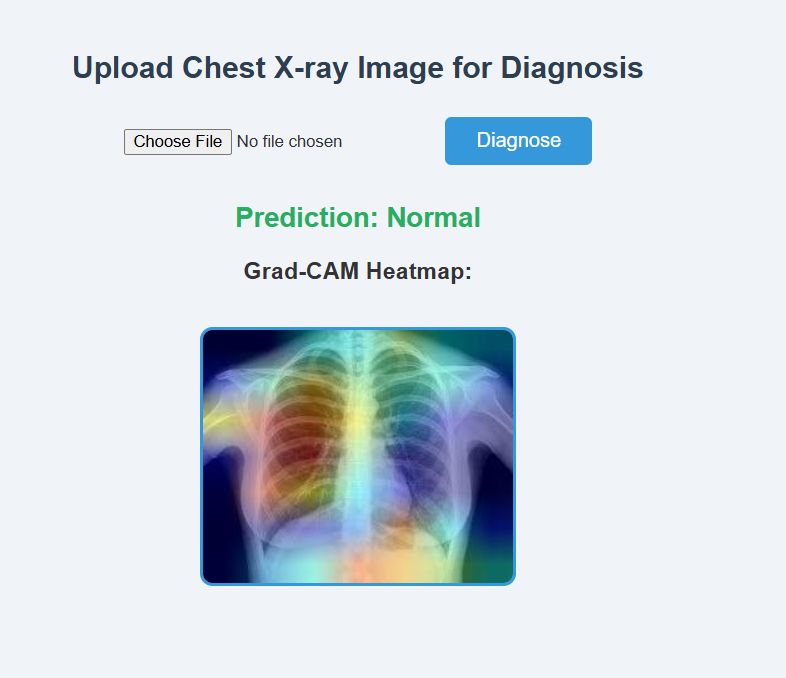 Upload Chest X-ray Image for Diagnosis
Choose File No file chosen Diagnose
Prediction: Normal
Grad-CAM Heatmap: